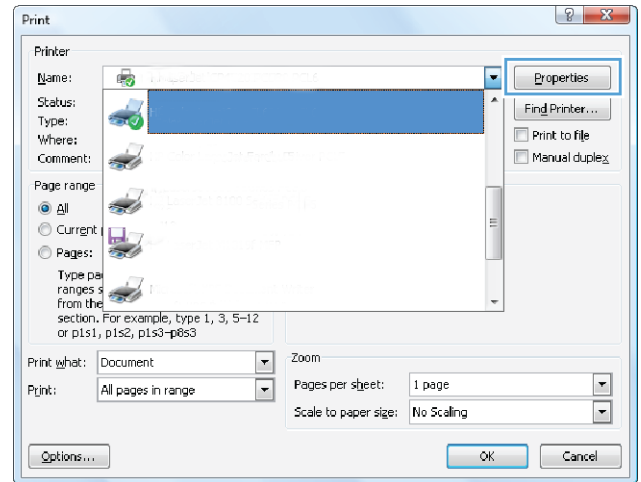 Print
Printer
Name:
Properties
Status:
Find Printer...
Type:
Where:
Print to file
Comment:
Manual duplex
Page range
All
Current
Pages:
Type
ranges
from the
section. For example, type 1, 3, 5–12
or p1s1, p1s2, p1s3–p8s3
Print what: Document
Print: All pages in range
Zoom
Pages per sheet: 1 page
Scale to paper size: No Scaling
Options...
OK
Cancel